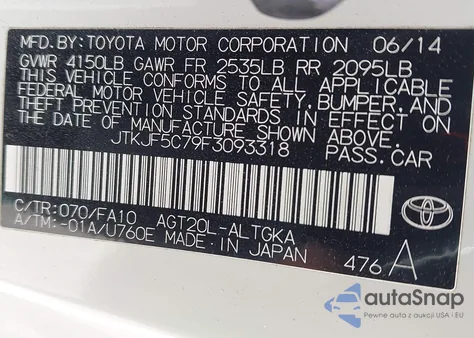 MFD. BY: TOYOTA MOTOR CORPORATION 06/14
GVWR 4150LB GAWR FR 2535LB RR 2095LB
THIS VEHICLE CONFORMS TO ALL APPLICABLE
FEDERAL MOTOR VEHICLE SAFETY, BUMPER, AND
THEFT PREVENTION STANDARDS IN EFFECT ON
THE DATE OF MANUFACTURE SHOWN ABOVE.
JTKJF5C79F3093318 PASS. CAR
C/TR: 070/FA10 AGT20L-ALTGKA
A/TM: -01A/U760E MADE IN JAPAN
476 A
TOYOTA
autaSnap
Pewne auta z aukcji USA i EU